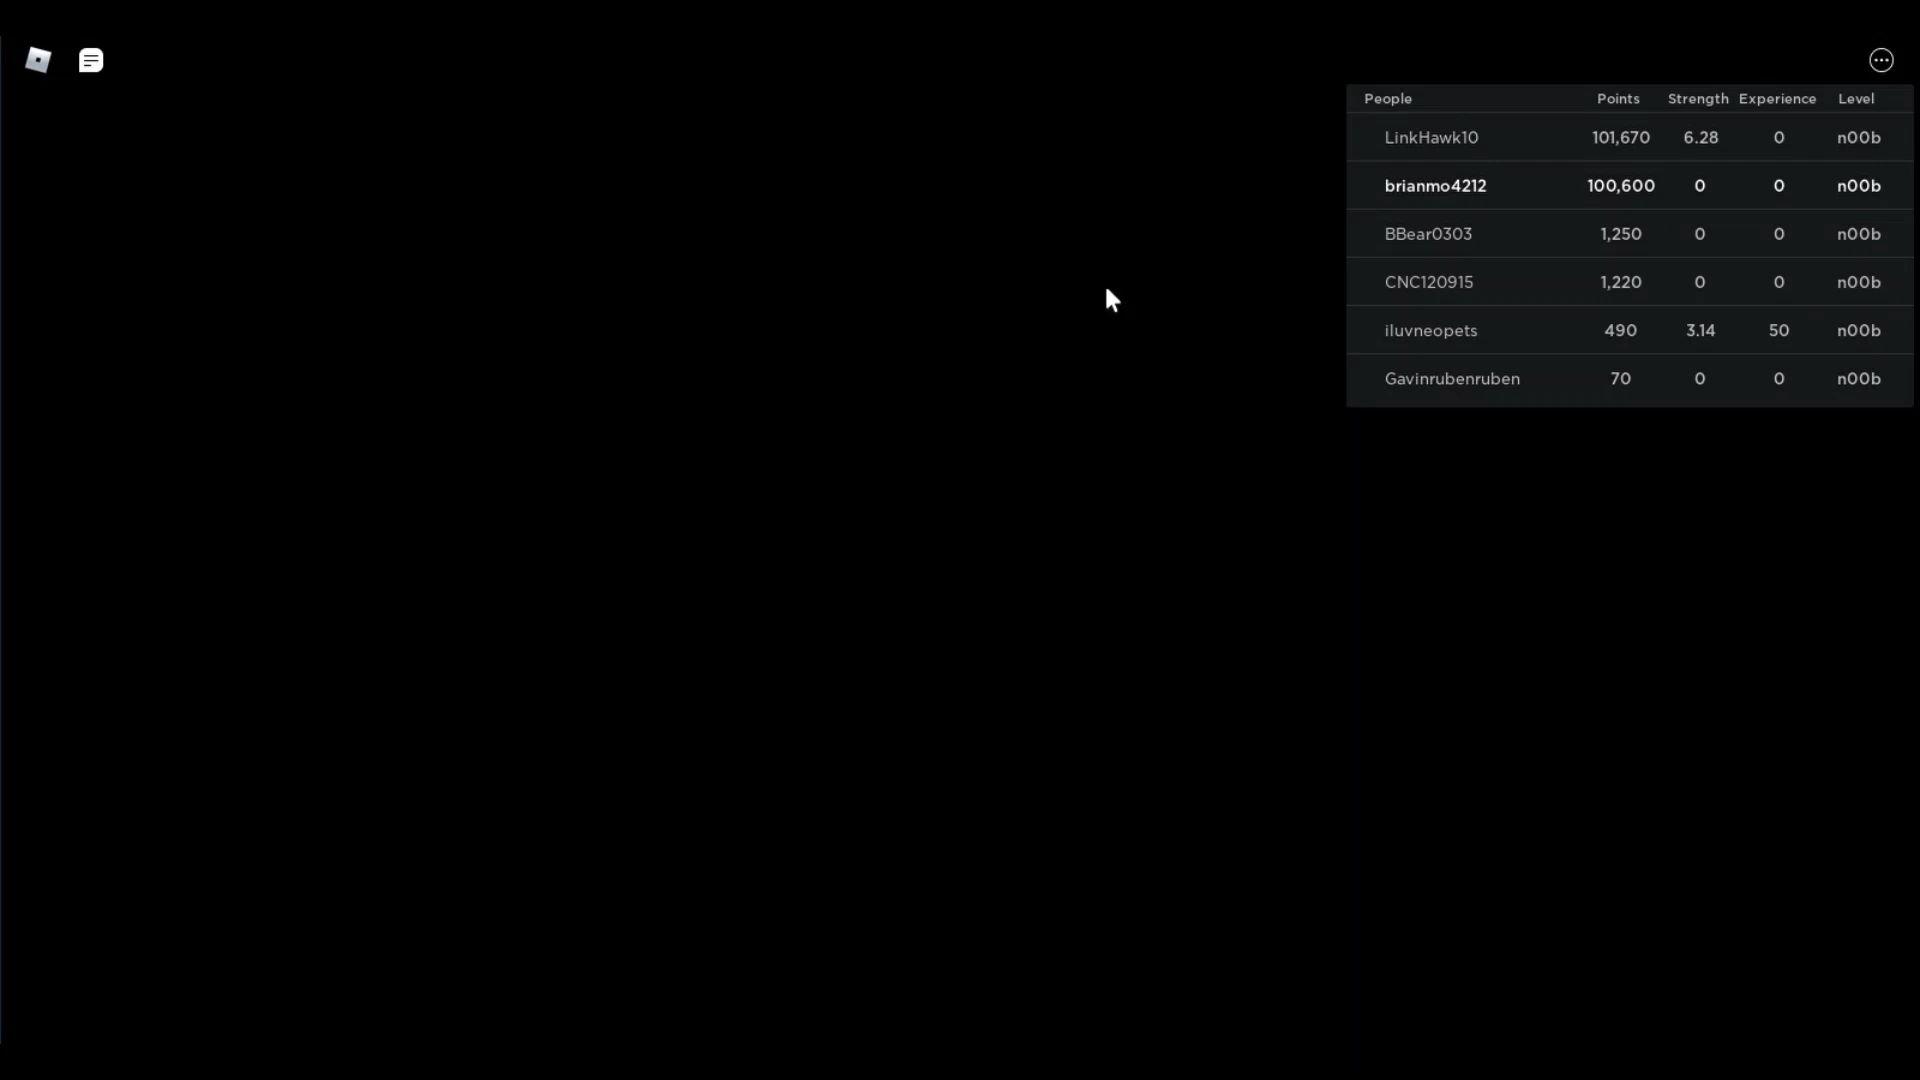 People Points Strength Experience Level
LinkHawk10 101,670 6.28 0 n00b
brianmo4212 100,600 0 0 n00b
BBear0303 1,250 0 0 n00b
CNC120915 1,220 0 0 n00b
iluvneopets 490 3.14 50 n00b
Gavinrubenruben 70 0 0 n00b